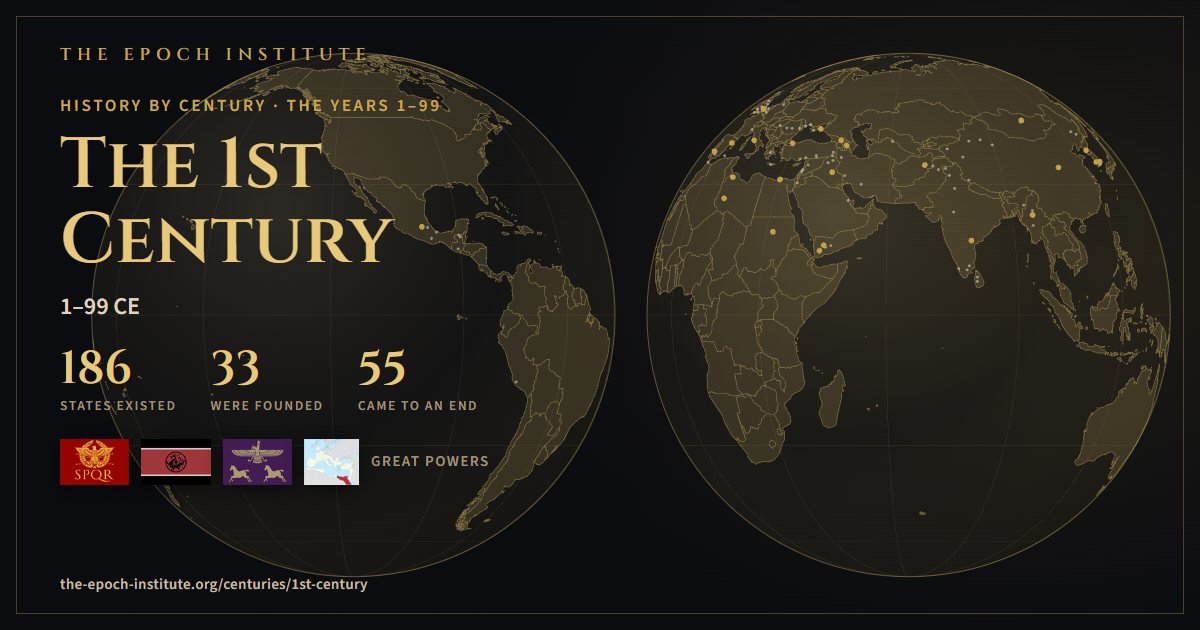 THE EPOCH INSTITUTE
HISTORY BY CENTURY · THE YEARS 1–99
THE 1ST
CENTURY
1–99 CE
186 33 55
STATES EXISTED WERE FOUNDED CAME TO AN END
SPQR
GREAT POWERS
the-epoch-institute.org/centuries/1st-century